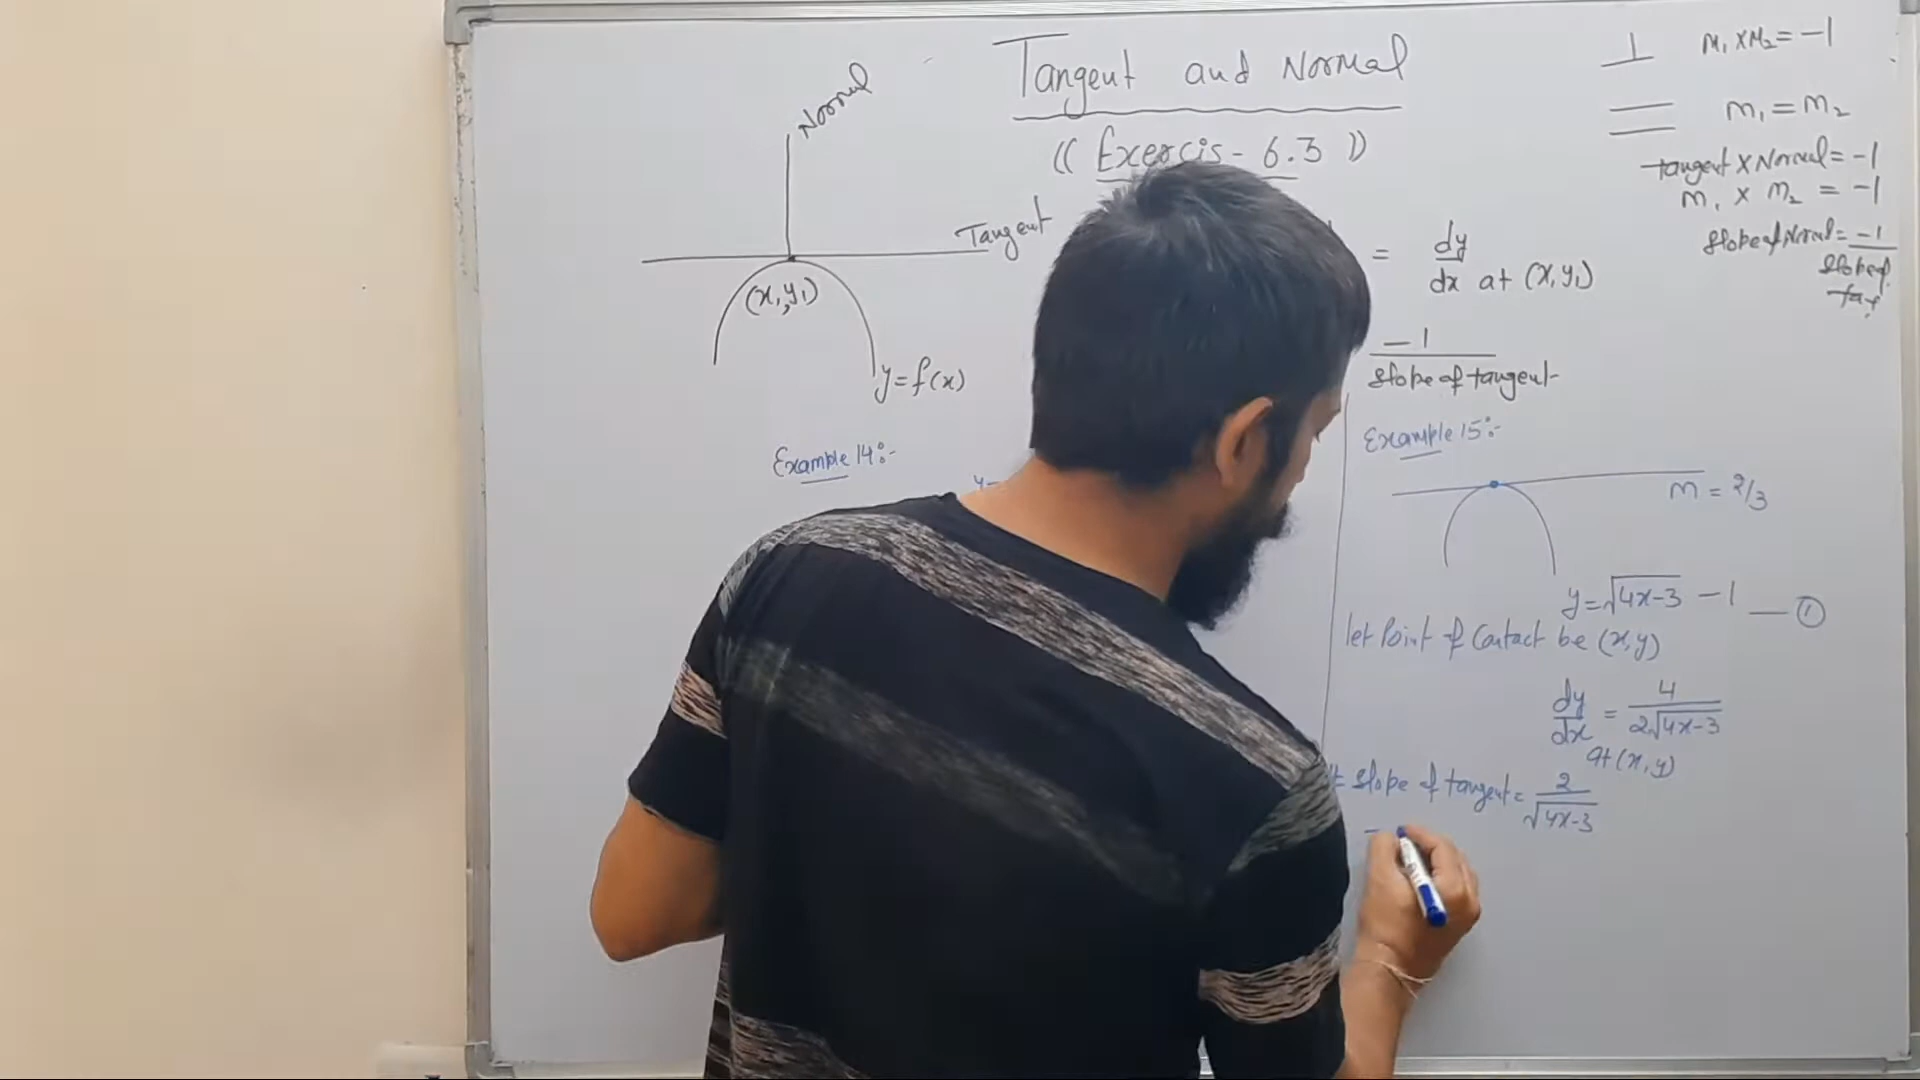 Tangent and Normal
(( Exercis - 6.3 ))
⊥ m₁ x m₂ = -1
m₁ = m₂
tangent x Normal = -1
m₁ x m₂ = -1
Slope of Normal = -1
Slope of
Normal
Tangent
(x, y₁)
y = f(x)
= dy/dx at (x, y₁)
-1
Slope of tangent
Example 14:-
Example 15:-
m = 2/3
y = √4x-3 - 1 — ①
let Point of Contact be (x,y)
dy/dx = 4/2√4x-3
at (x,y)
Slope of tangent = 2/√4x-3